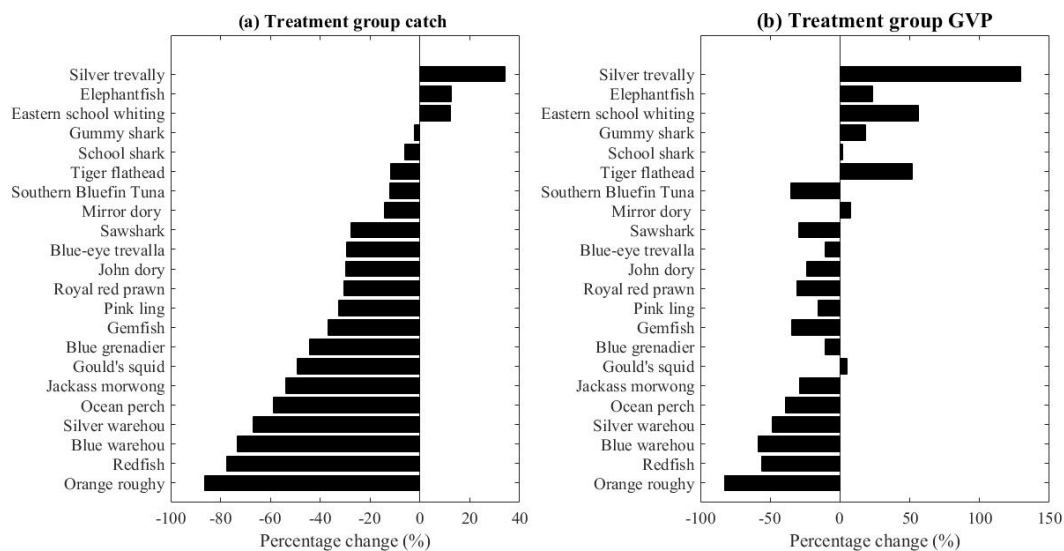 (a) Treatment group catch
Silver trevally
Elephantfish
Eastern school whiting
Gummy shark
School shark
Tiger flathead
Southern Bluefin Tuna
Mirror dory
Sawshark
Blue-eye trevalla
John dory
Royal red prawn
Pink ling
Gemfish
Blue grenadier
Gould's squid
Jackass morwong
Ocean perch
Silver warehou
Blue warehou
Redfish
Orange roughy
-100 -80 -60 -40 -20 0 20 40
Percentage change (%)
(b) Treatment group GVP
Silver trevally
Elephantfish
Eastern school whiting
Gummy shark
School shark
Tiger flathead
Southern Bluefin Tuna
Mirror dory
Sawshark
Blue-eye trevalla
John dory
Royal red prawn
Pink ling
Gemfish
Blue grenadier
Gould's squid
Jackass morwong
Ocean perch
Silver warehou
Blue warehou
Redfish
Orange roughy
-100 -50 0 50 100 150
Percentage change (%)